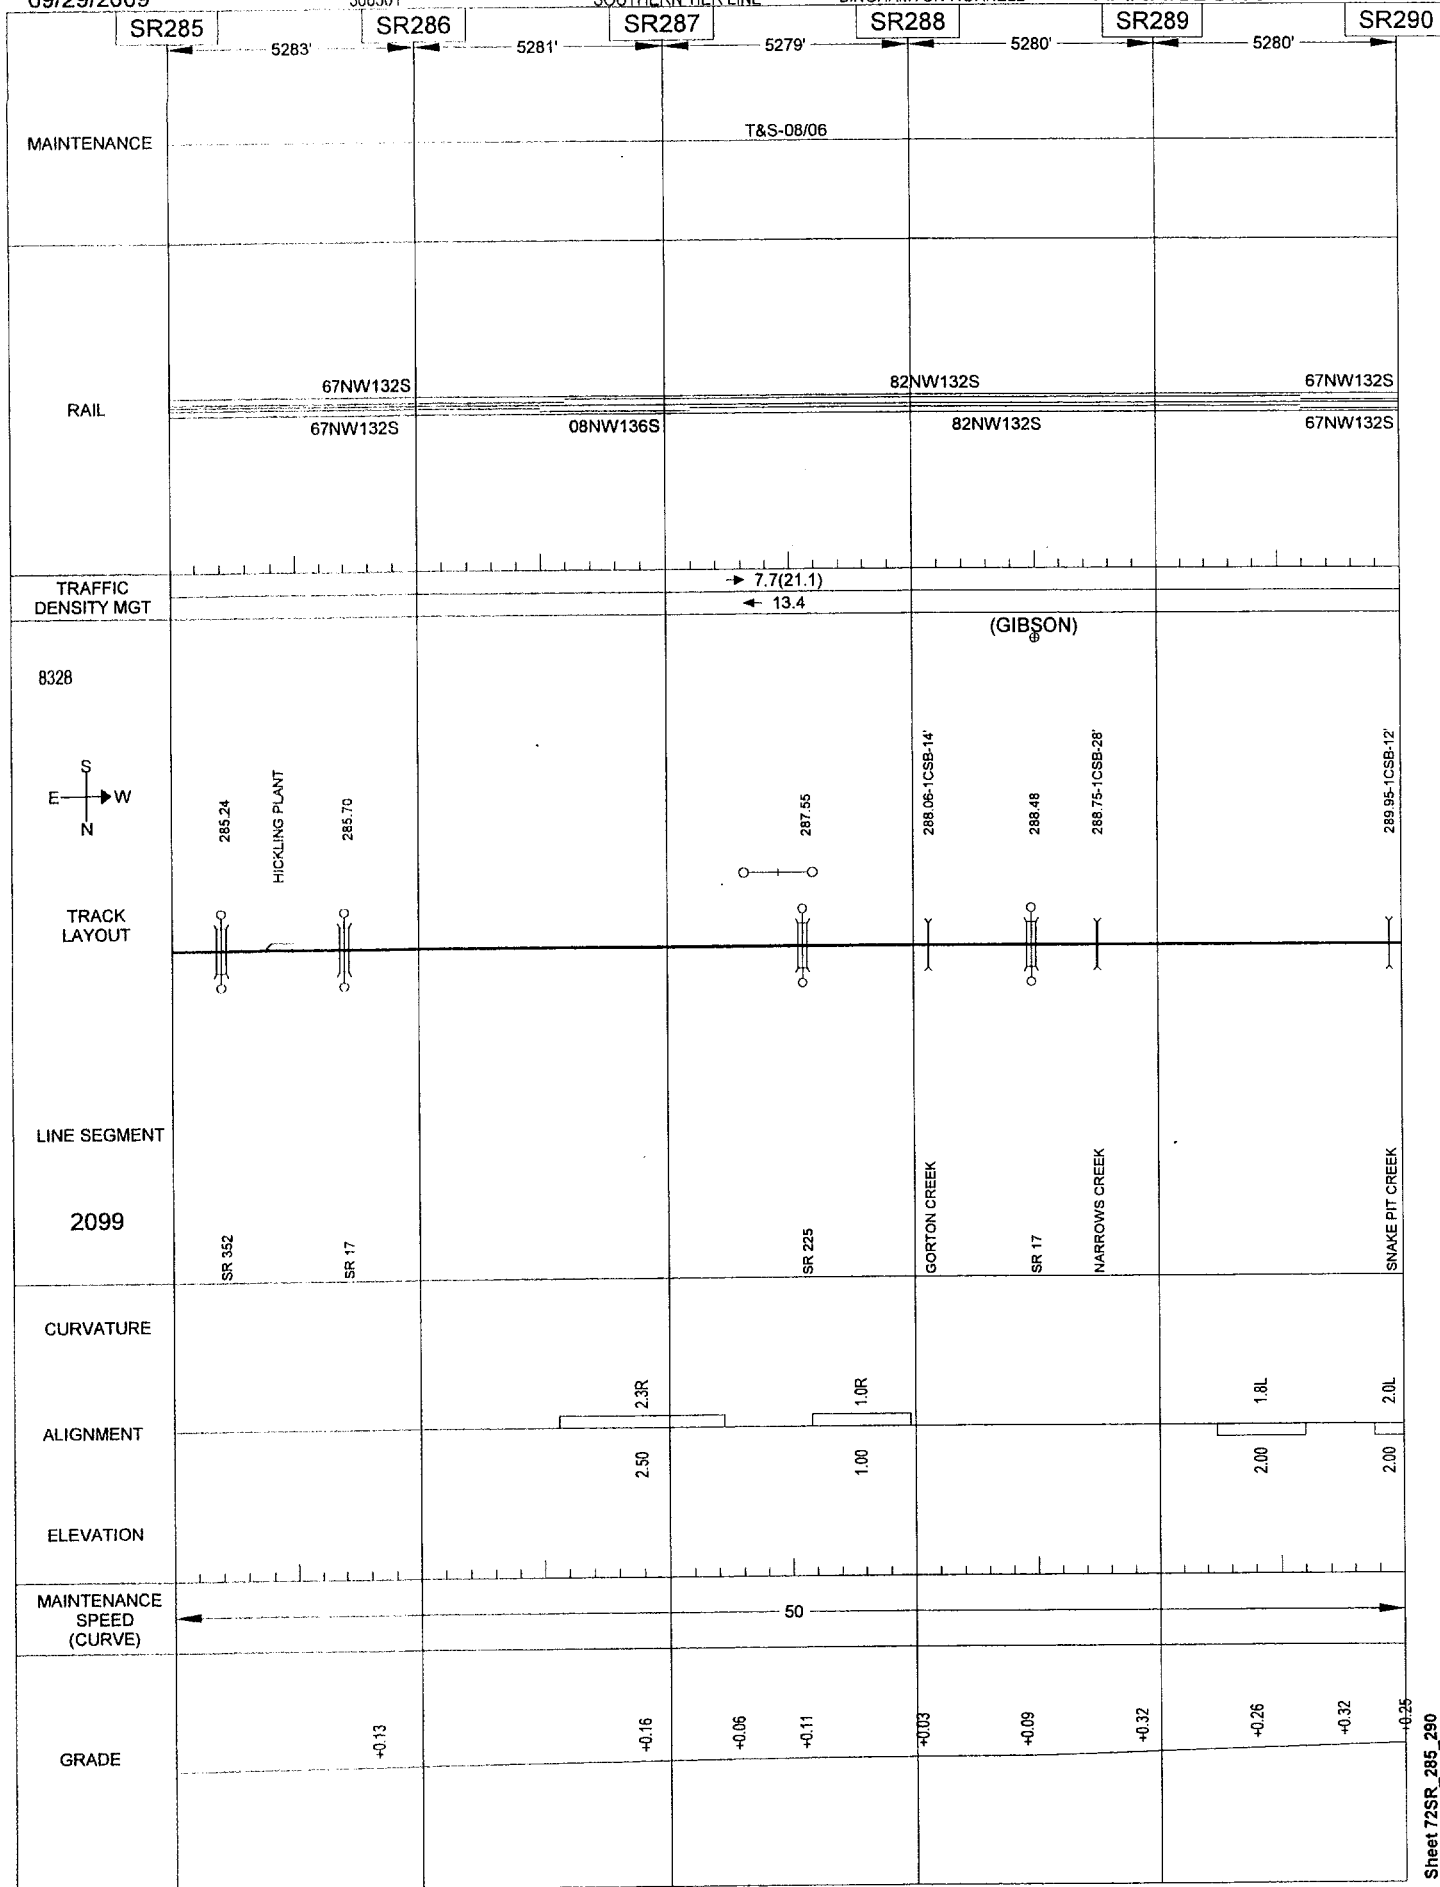 09/29/2009
SOUTHERN TIER LINE
SR285 SR286 SR287 SR288 SR289 SR290
5283' 5281' 5279' 5280' 5280'
MAINTENANCE
T&S-08/06
RAIL
67NW132S 82NW132S 67NW132S
67NW132S 08NW136S 82NW132S 67NW132S
TRAFFIC
DENSITY MGT
7.7(21.1)
13.4
(GIBSON)
8328
S
E W
N
285.24
HICKLING PLANT
285.70
287.55
288.06-1CSB-14'
288.48
288.75-1CSB-28'
289.95-1CSB-12'
TRACK
LAYOUT
LINE SEGMENT
2099
SR 352
SR 17
SR 225
GORTON CREEK
SR 17
NARROWS CREEK
SNAKE PIT CREEK
CURVATURE
2.3R 1.0R 1.8L 2.0L
ALIGNMENT
2.50 1.00 2.00 2.00
ELEVATION
MAINTENANCE
SPEED
(CURVE)
50
GRADE
+0.13 +0.16 +0.06 +0.11 +0.03 +0.09 +0.32 +0.26 +0.32 +0.25
Sheet 72SR_285_290